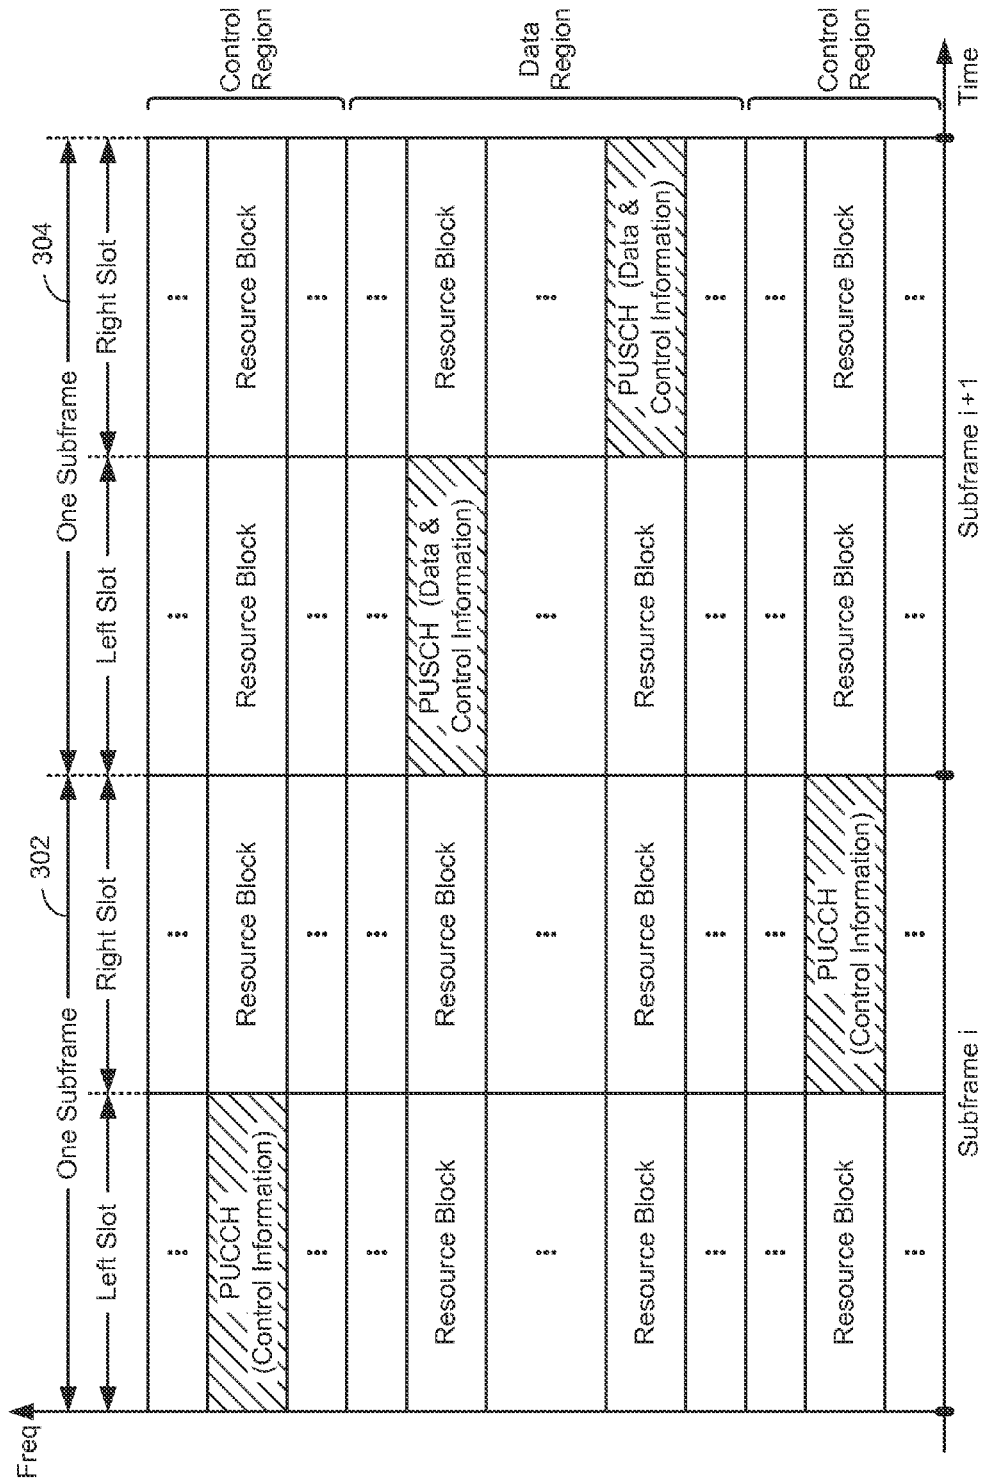 Freq
302
304
One Subframe
One Subframe
Left Slot
Right Slot
Left Slot
Right Slot
⋮
⋮
⋮
⋮
PUCCH
(Control Information)
Resource Block
Resource Block
Resource Block
Control
Region
⋮
⋮
⋮
⋮
⋮
⋮
⋮
⋮
Resource Block
Resource Block
PUSCH (Data &
Control Information)
Resource Block
⋮
⋮
⋮
⋮
Data
Region
Resource Block
Resource Block
Resource Block
PUSCH (Data &
Control Information)
⋮
⋮
⋮
⋮
⋮
⋮
⋮
⋮
Resource Block
PUCCH
(Control Information)
Resource Block
Resource Block
Control
Region
⋮
⋮
⋮
⋮
Subframe i
Subframe i+1
Time